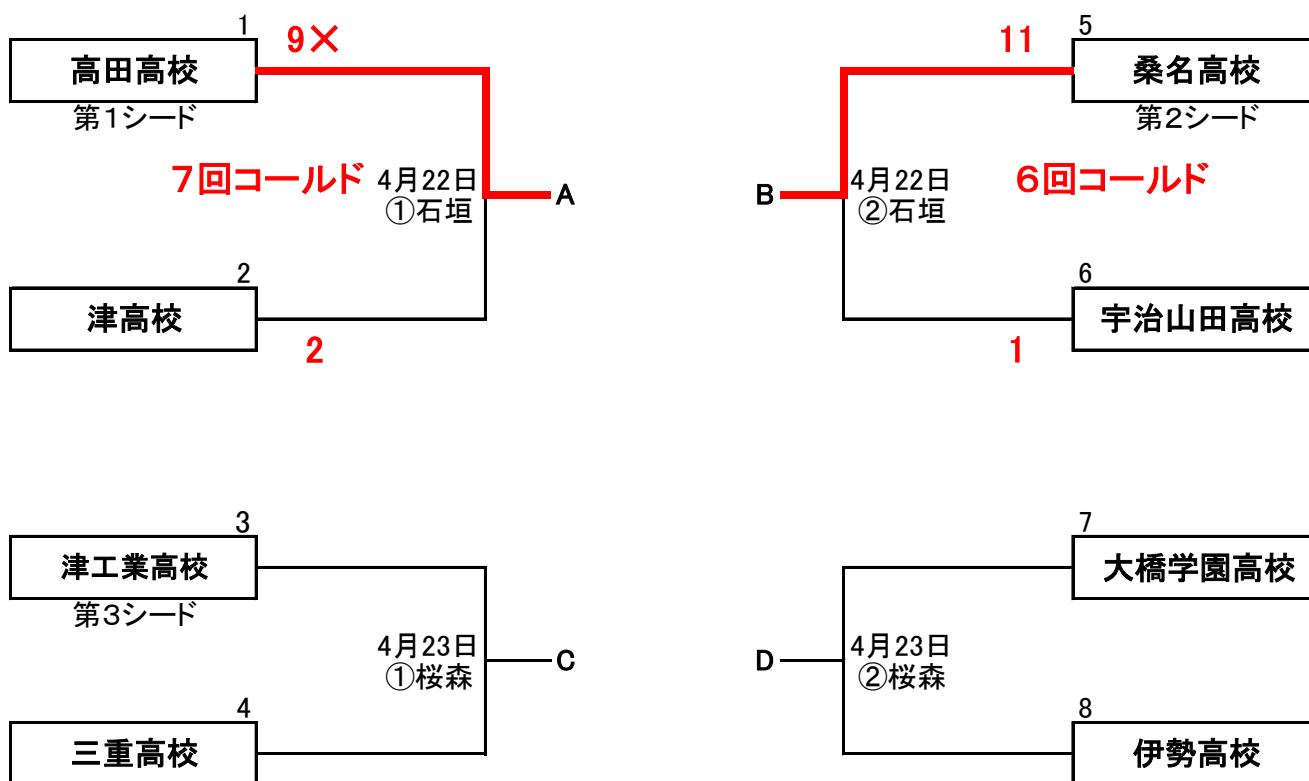 1
9×
高田高校
第1シード
7回コールド
4月22日
①石垣
A
2
津高校
2
11
5
桑名高校
第2シード
B
4月22日
②石垣
6回コールド
6
宇治山田高校
1
3
津工業高校
第3シード
4月23日
①桜森
C
4
三重高校
7
大橋学園高校
D
4月23日
②桜森
8
伊勢高校